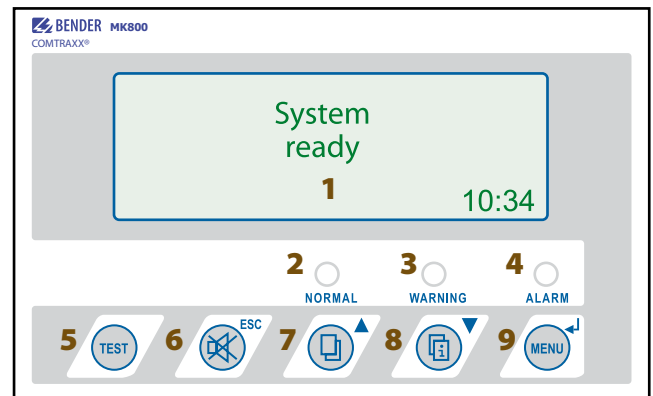 BENDER MK800
COMTRAXX®
System
ready
1
10:34
2 3 4
NORMAL WARNING ALARM
5 TEST 6 ESC 7 8 i 9 MENU